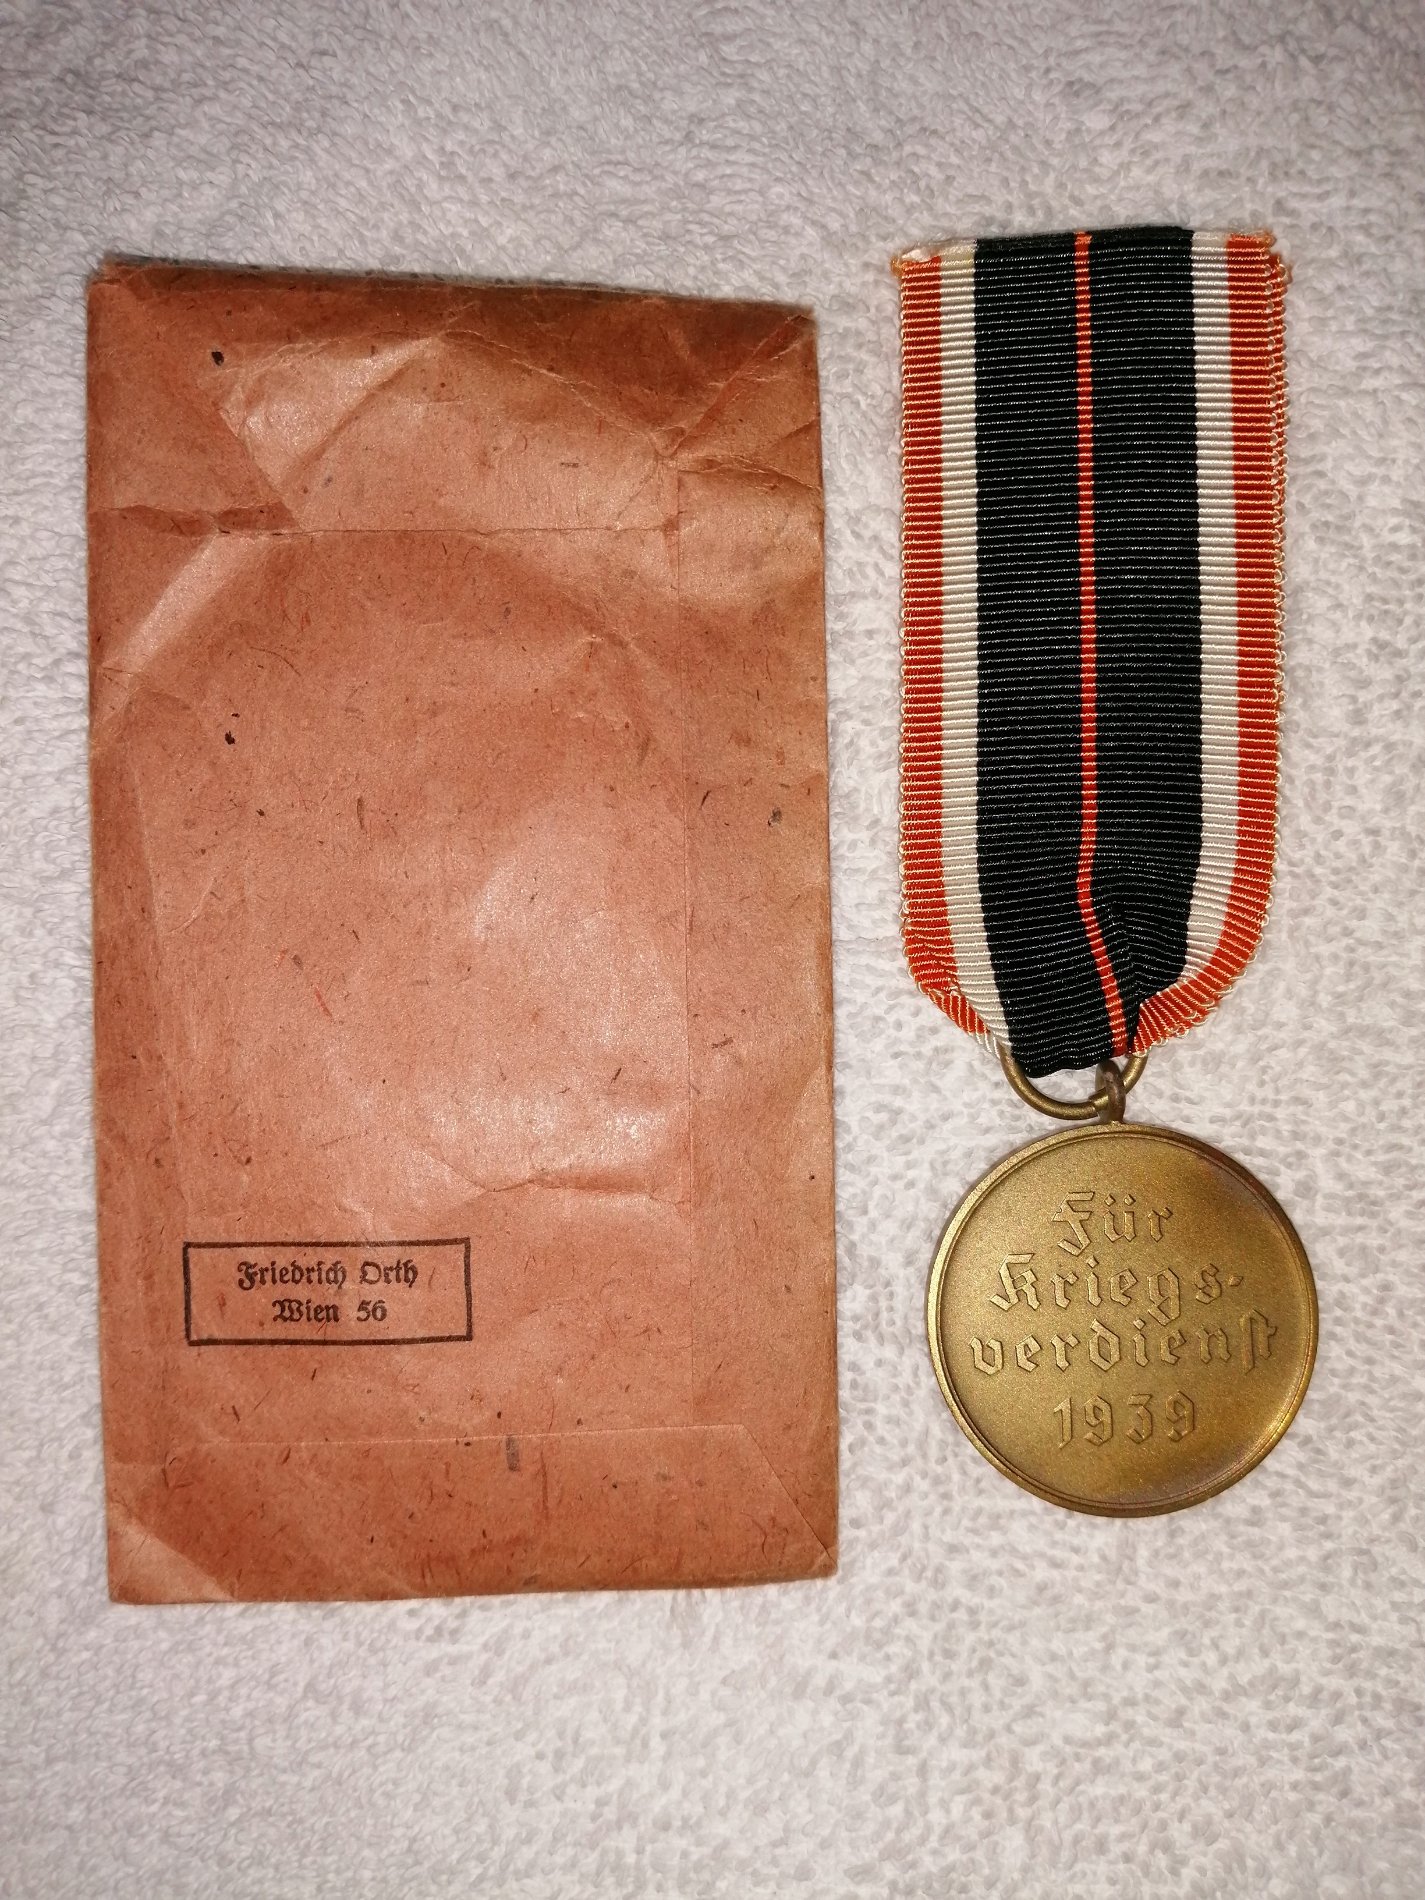 Friedrich Orth
Wien 56
Für
Kriegs-
verdienst
1939